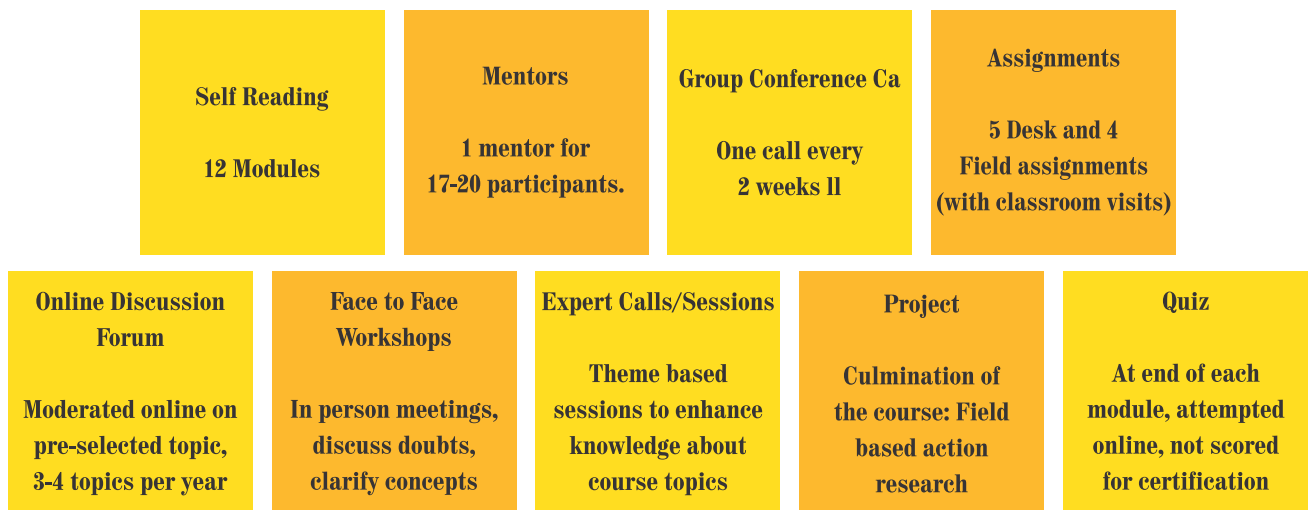 Self Reading
12 Modules
Mentors
1 mentor for
17-20 participants.
Group Conference Ca
One call every
2 weeks ll
Assignments
5 Desk and 4
Field assignments
(with classroom visits)
Online Discussion
Forum
Moderated online on
pre-selected topic,
3-4 topics per year
Face to Face
Workshops
In person meetings,
discuss doubts,
clarify concepts
Expert Calls/Sessions
Theme based
sessions to enhance
knowledge about
course topics
Project
Culmination of
the course: Field
based action
research
Quiz
At end of each
module, attempted
online, not scored
for certification